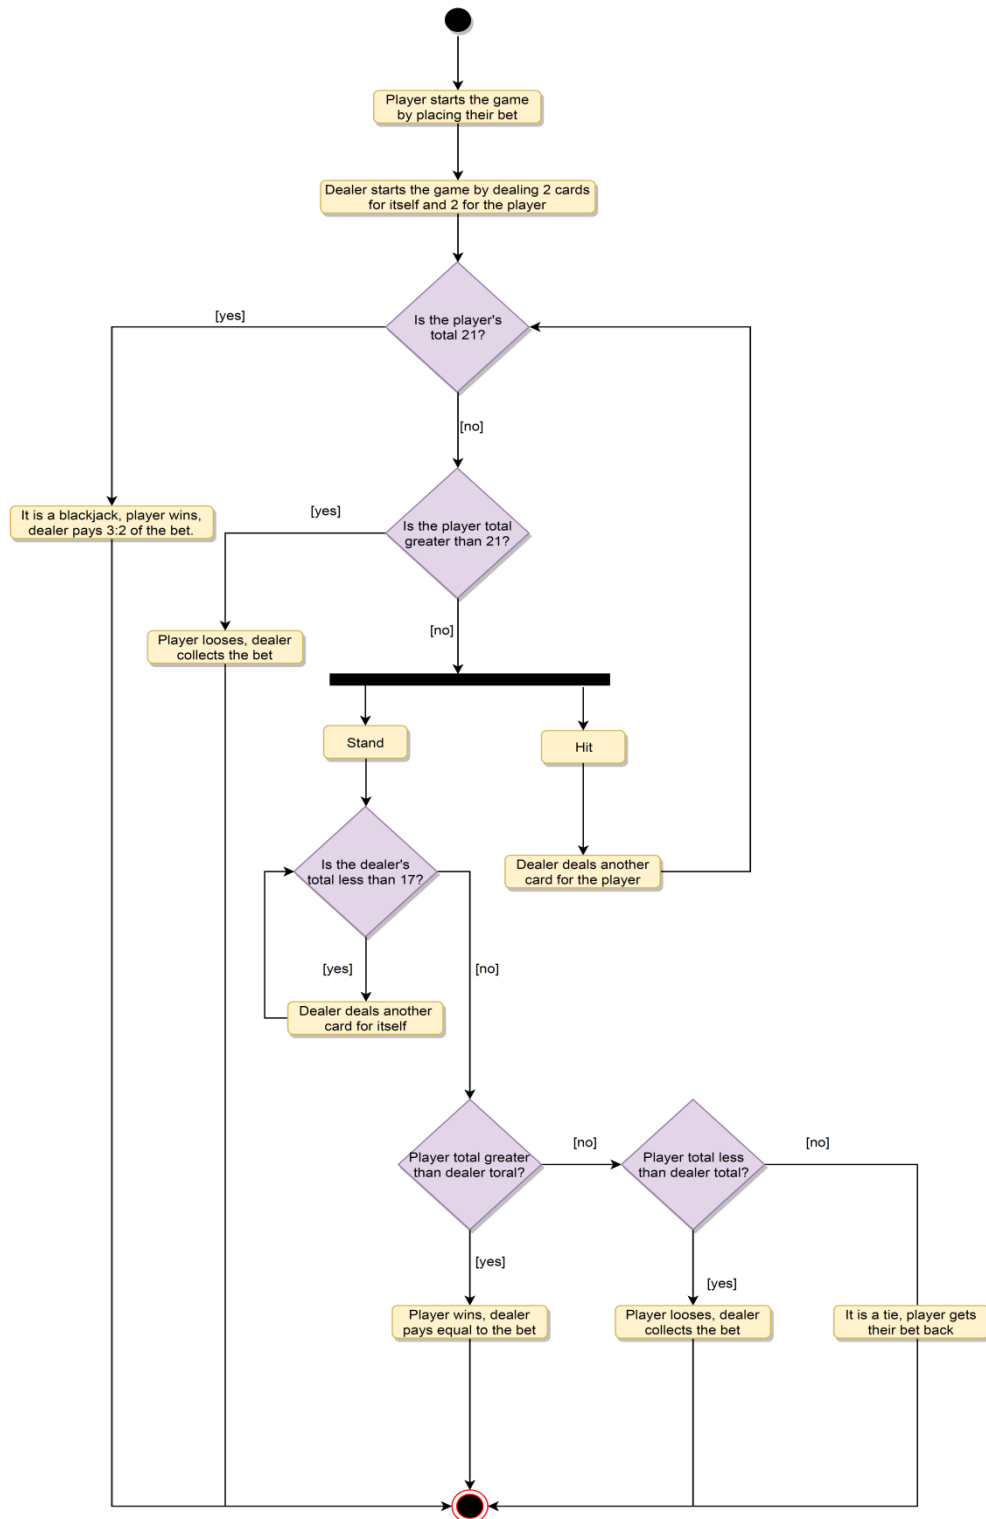 Player starts the game
by placing their bet
Dealer starts the game by dealing 2 cards
for itself and 2 for the player
[yes]
Is the player's
total 21?
[no]
It is a blackjack, player wins,
dealer pays 3:2 of the bet.
[yes]
Is the player total
greater than 21?
[no]
Player looses, dealer
collects the bet
Stand
Hit
Is the dealer's
total less than 17?
Dealer deals another
card for the player
[yes]
[no]
Dealer deals another
card for itself
Player total greater
than dealer toral?
[no]
Player total less
than dealer total?
[no]
[yes]
[yes]
Player wins, dealer
pays equal to the bet
Player looses, dealer
collects the bet
It is a tie, player gets
their bet back